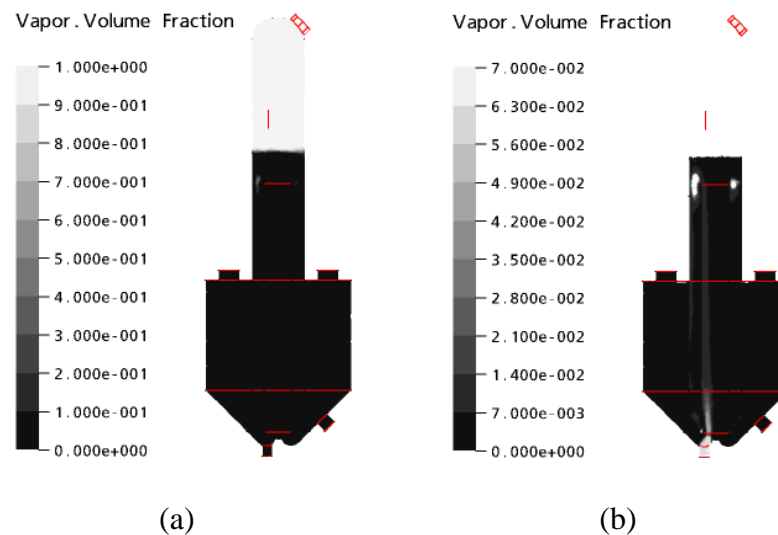 Vapor.Volume Fraction
1.000e+000
9.000e-001
8.000e-001
7.000e-001
6.000e-001
5.000e-001
4.000e-001
3.000e-001
2.000e-001
1.000e-001
0.000e+000
(a)
Vapor.Volume Fraction
7.000e-002
6.300e-002
5.600e-002
4.900e-002
4.200e-002
3.500e-002
2.800e-002
2.100e-002
1.400e-002
7.000e-003
0.000e+000
(b)